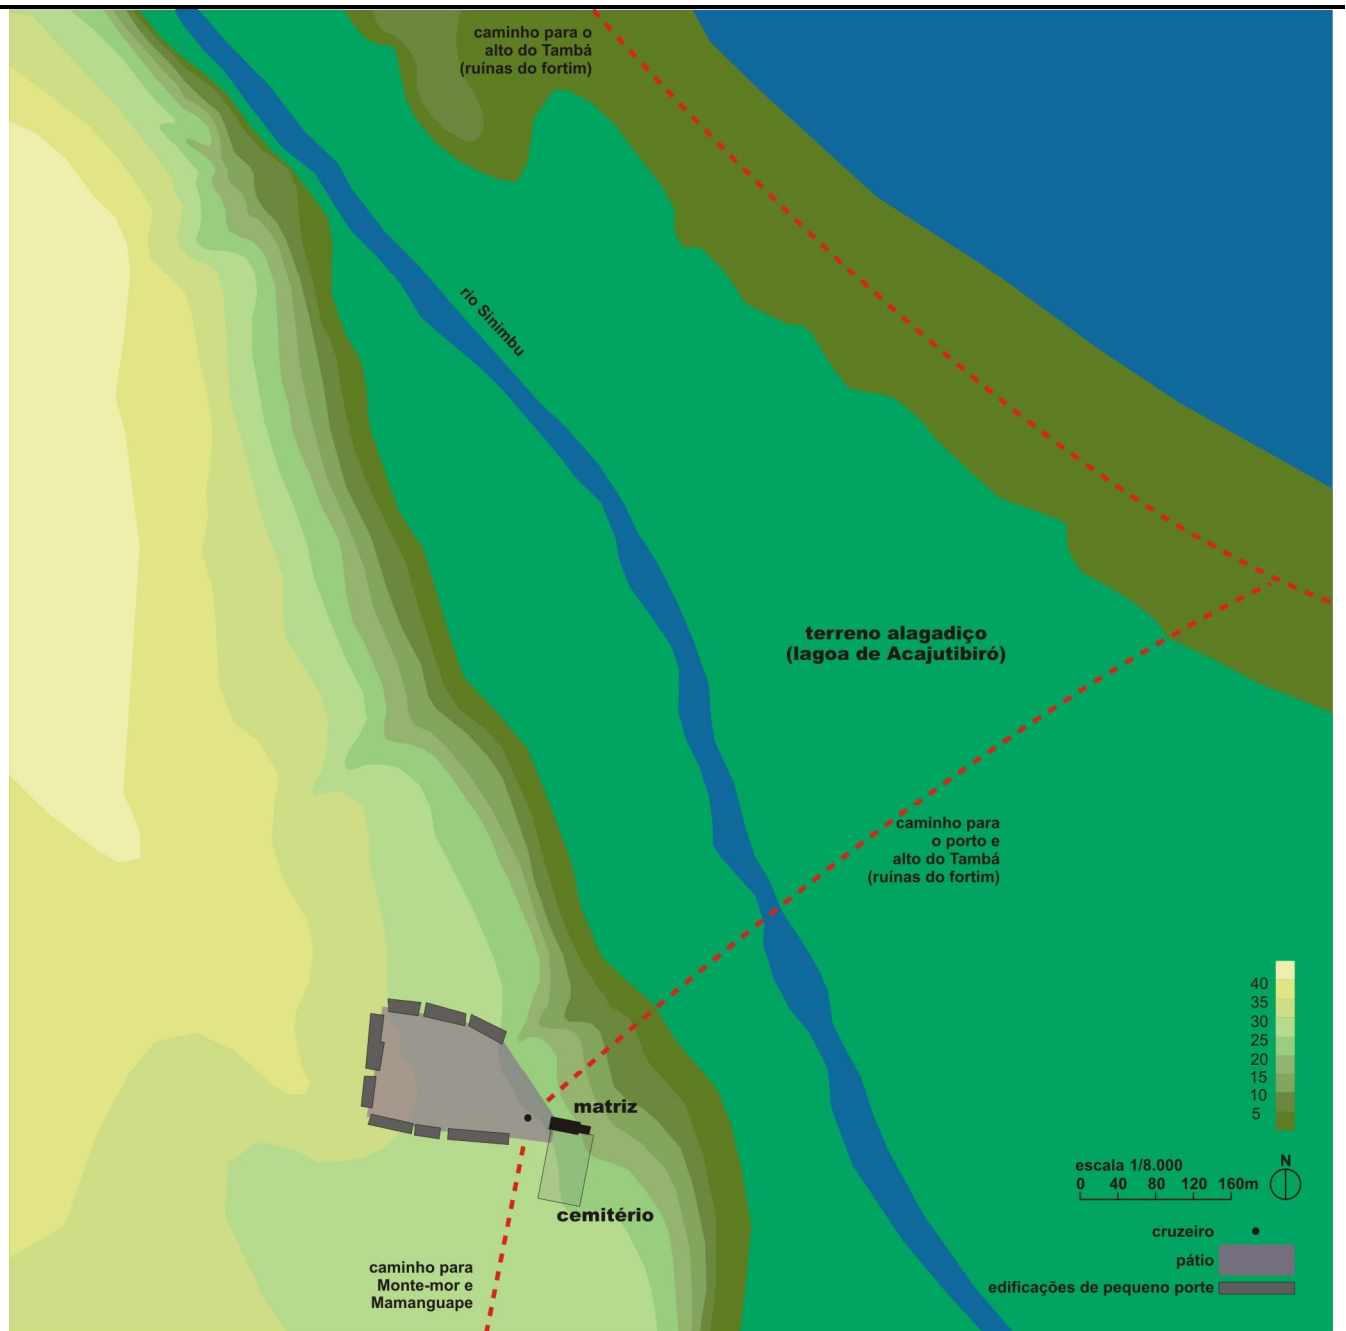 caminho para o
alto do Tambá
(ruínas do fortim)
rio Sinimbu
terreno alagadiço
(lagoa de Acajutibiró)
caminho para
o porto e
alto do Tambá
(ruínas do fortim)
matriz
cemitério
caminho para
Monte-mor e
Mamanguape
40
35
30
25
20
15
10
5
escala 1/8.000
0 40 80 120 160m
N
cruzeiro
pátio
edificações de pequeno porte